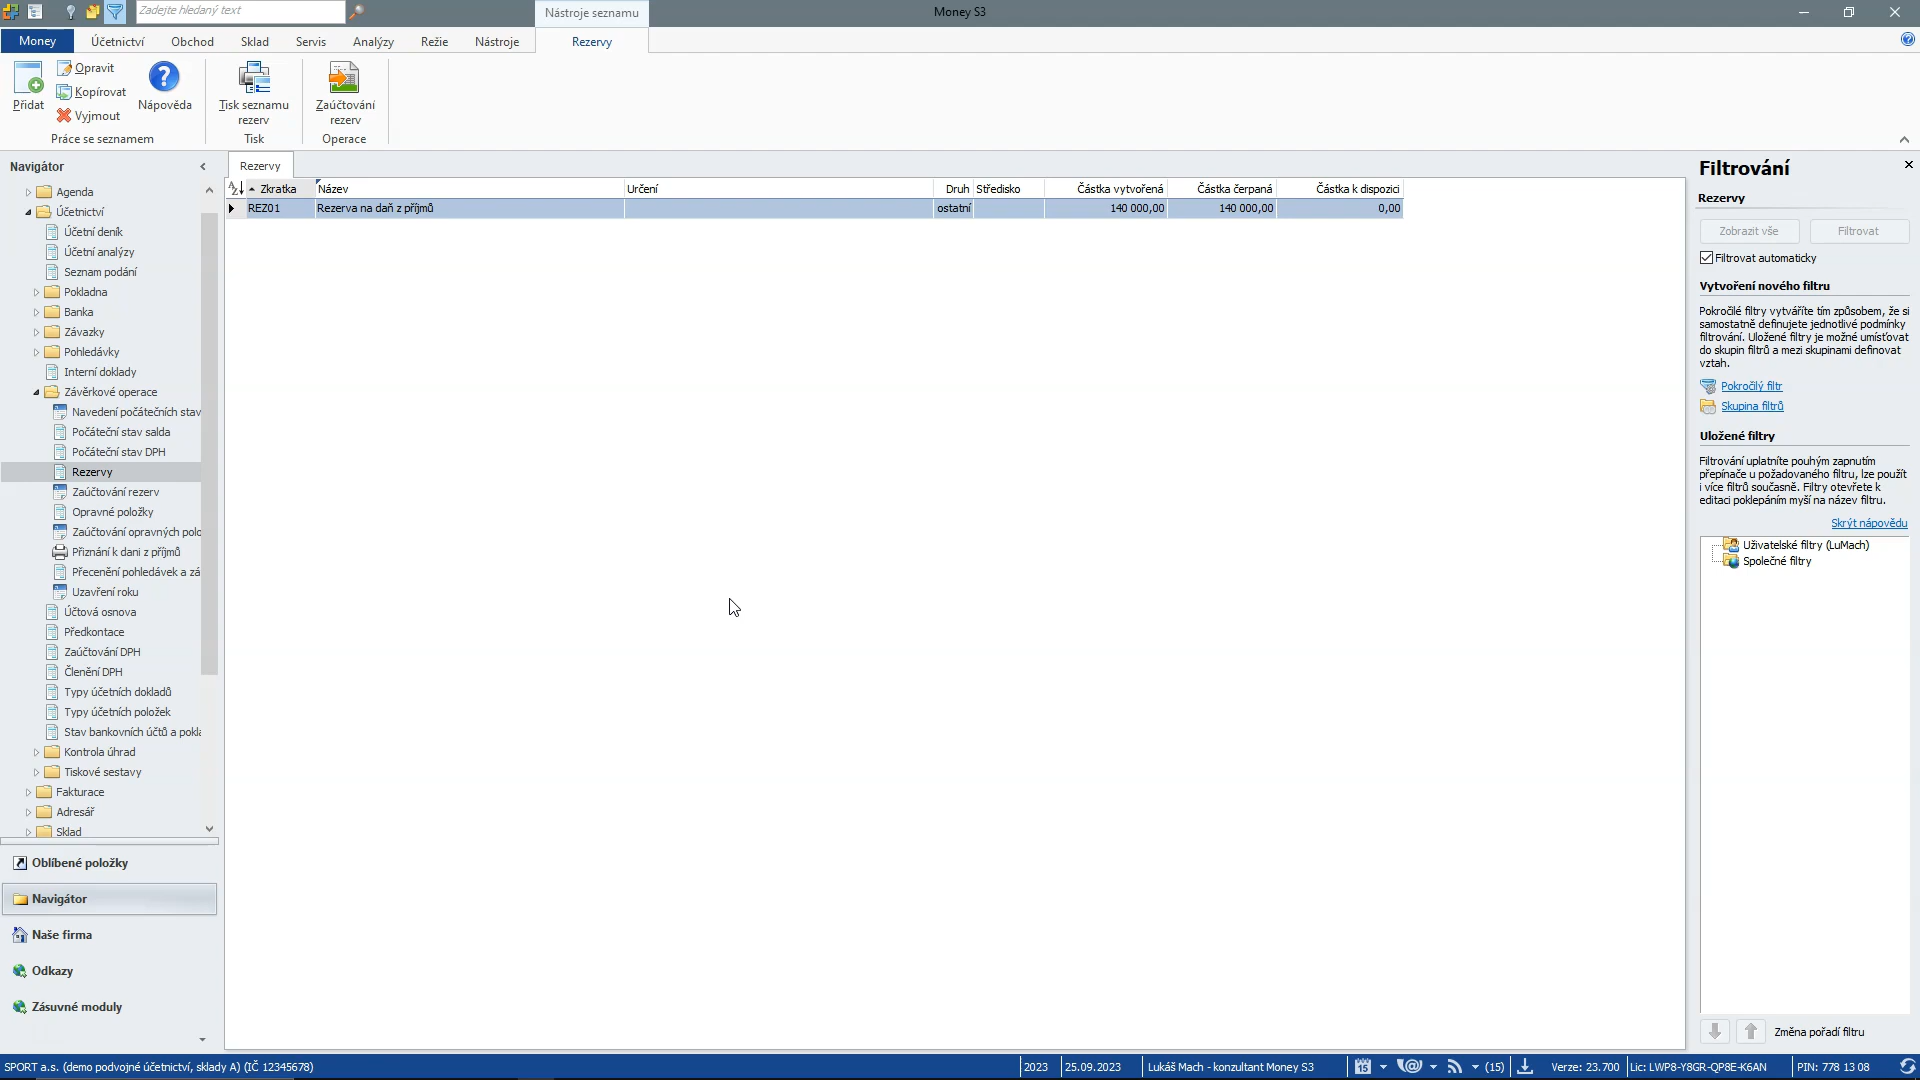 Zadejte hledaný text
Nástroje seznamu
Money S3
Money
Účetnictví
Obchod
Sklad
Servis
Analýzy
Režie
Nástroje
Rezervy
Přidat
Opravit
Kopírovat
Vyjmout
Nápověda
Tisk seznamu
rezerv
Zaúčtování
rezerv
Práce se seznamem
Tisk
Operace
Navigátor
Agenda
Účetnictví
Účetní deník
Účetní analýzy
Seznam podání
Pokladna
Banka
Závazky
Pohledávky
Interní doklady
Závěrkové operace
Navedení počátečních stav
Počáteční stav salda
Počáteční stav DPH
Rezervy
Zaúčtování rezerv
Opravné položky
Zaúčtování opravných polo
Přiznání k dani z příjmů
Přecenění pohledávek a zá
Uzavření roku
Účtová osnova
Předkontace
Zaúčtování DPH
Členění DPH
Typy účetních dokladů
Typy účetních položek
Stav bankovních účtů a pokla
Kontrola úhrad
Tiskové sestavy
Fakturace
Adresář
Sklad
Oblíbené položky
Navigátor
Naše firma
Odkazy
Zásuvné moduly
Rezervy
Zkratka Název Určení Druh Středisko Částka vytvořená Částka čerpaná Částka k dispozici
REZ01 Rezerva na daň z příjmů ostatní 140 000,00 140 000,00 0,00
Filtrování
Rezervy
Zobrazit vše
Filtrovat
Filtrovat automaticky
Vytvoření nového filtru
Pokročilé filtry vytváříte tím způsobem, že si
samostatně definujete jednotlivé podmínky
filtrování. Uložené filtry je možné umísťovat
do skupin filtrů a mezi skupinami definovat
vztah.
Pokročilý filtr
Skupina filtrů
Uložené filtry
Filtrování uplatníte pouhým zapnutím
přepínače u požadovaného filtru, lze použít
i více filtrů současně. Filtry otevřete k
editaci poklepáním myší na název filtru.
Skrýt nápovědu
Uživatelské filtry (LuMach)
Společné filtry
Změna pořadí filtru
SPORT a.s. (demo podvojné účetnictví, sklady A) (IČ 12345678)
2023
25.09.2023
Lukáš Mach - konzultant Money S3
15
(15)
Verze: 23.700
Lic: LWP8-Y8GR-QP8E-K6AN
PIN: 778 13 08